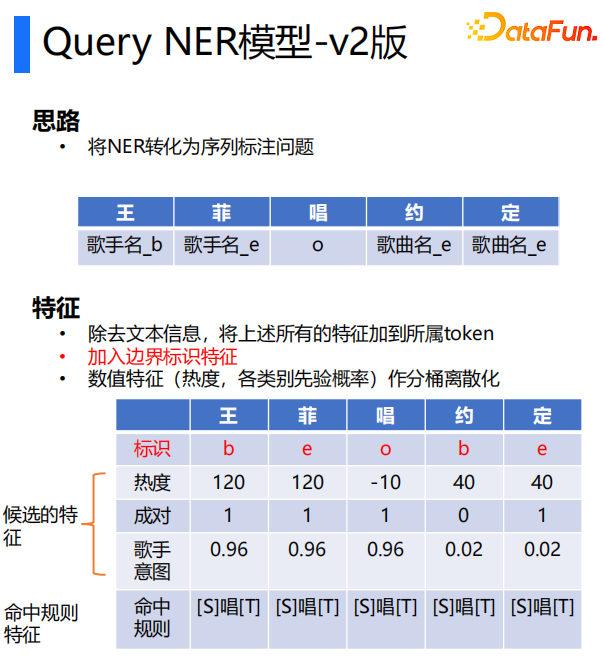 Query NER模型-v2版
DataFun.
思路
• 将NER转化为序列标注问题
王 菲 唱 约 定
歌手名_b 歌手名_e o 歌曲名_e 歌曲名_e
特征
• 除去文本信息，将上述所有的特征加到所属token
• 加入边界标识特征
• 数值特征（热度，各类别先验概率）作分桶离散化
王 菲 唱 约 定
标识 b e o b e
候选的特征
热度 120 120 -10 40 40
成对 1 1 1 0 1
歌手意图 0.96 0.96 0.96 0.02 0.02
命中规则特征
命中规则 [S]唱[T] [S]唱[T] [S]唱[T] [S]唱[T] [S]唱[T]